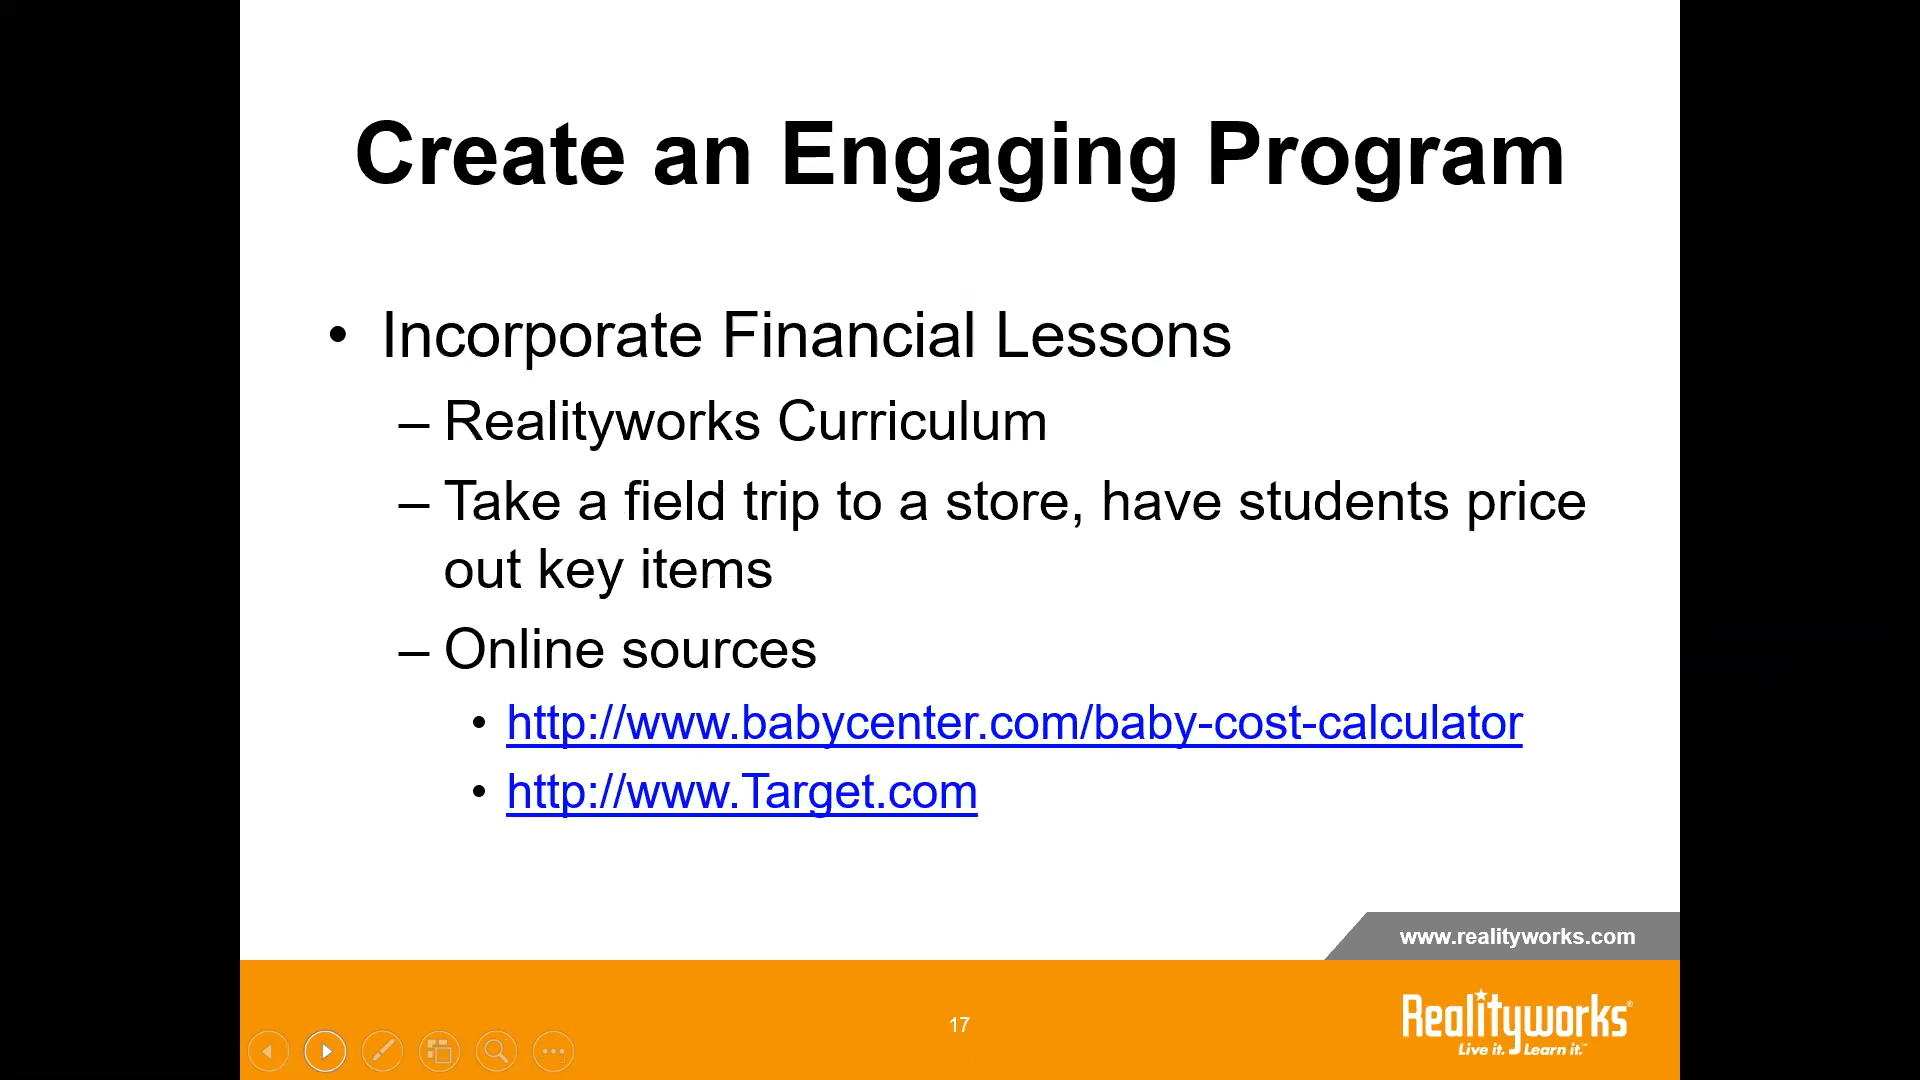 Create an Engaging Program
• Incorporate Financial Lessons
– Realityworks Curriculum
– Take a field trip to a store, have students price
out key items
– Online sources
• http://www.babycenter.com/baby-cost-calculator
• http://www.Target.com
www.realityworks.com
17
Realityworks®
Live it. Learn it.™